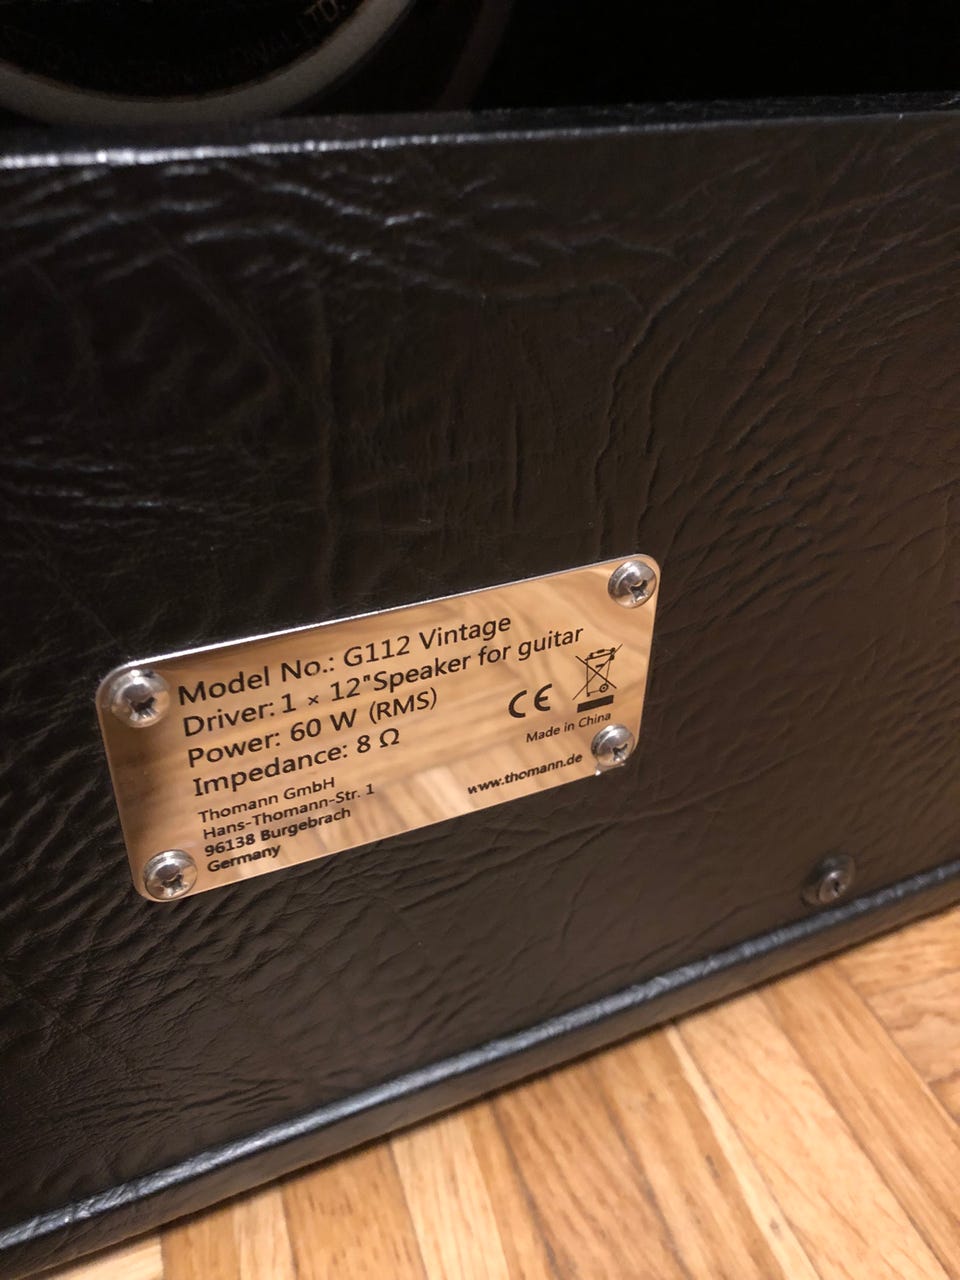 LTD.
Model No.: G112 Vintage
Driver: 1 × 12"Speaker for guitar
Power: 60 W (RMS)
Impedance: 8 Ω
CE
Made in China
Thomann GmbH
Hans-Thomann-Str. 1
96138 Burgebrach
Germany
www.thomann.de